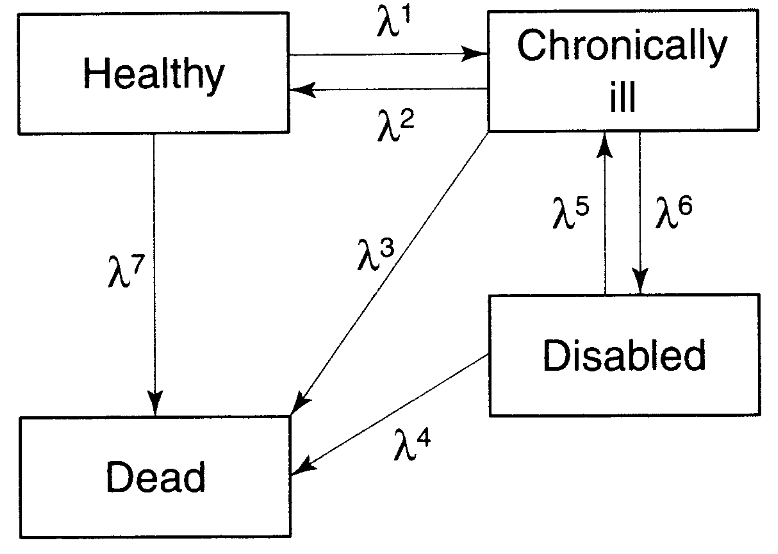 λ1
Healthy
Chronically
ill
λ2
λ5
λ6
λ3
λ7
Disabled
λ4
Dead